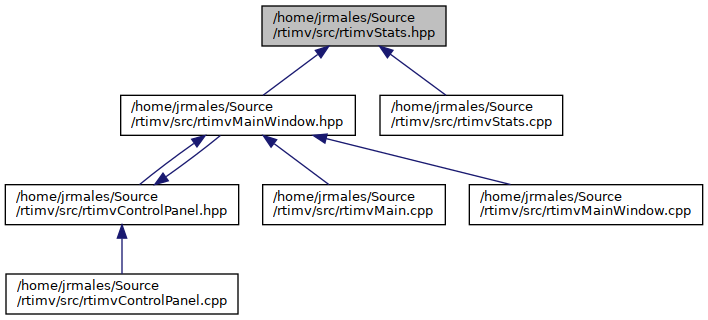 /home/jrmales/Source
/rtimv/src/rtimvStats.hpp
/home/jrmales/Source
/rtimv/src/rtimvMainWindow.hpp
/home/jrmales/Source
/rtimv/src/rtimvStats.cpp
/home/jrmales/Source
/rtimv/src/rtimvControlPanel.hpp
/home/jrmales/Source
/rtimv/src/rtimvMain.cpp
/home/jrmales/Source
/rtimv/src/rtimvMainWindow.cpp
/home/jrmales/Source
/rtimv/src/rtimvControlPanel.cpp